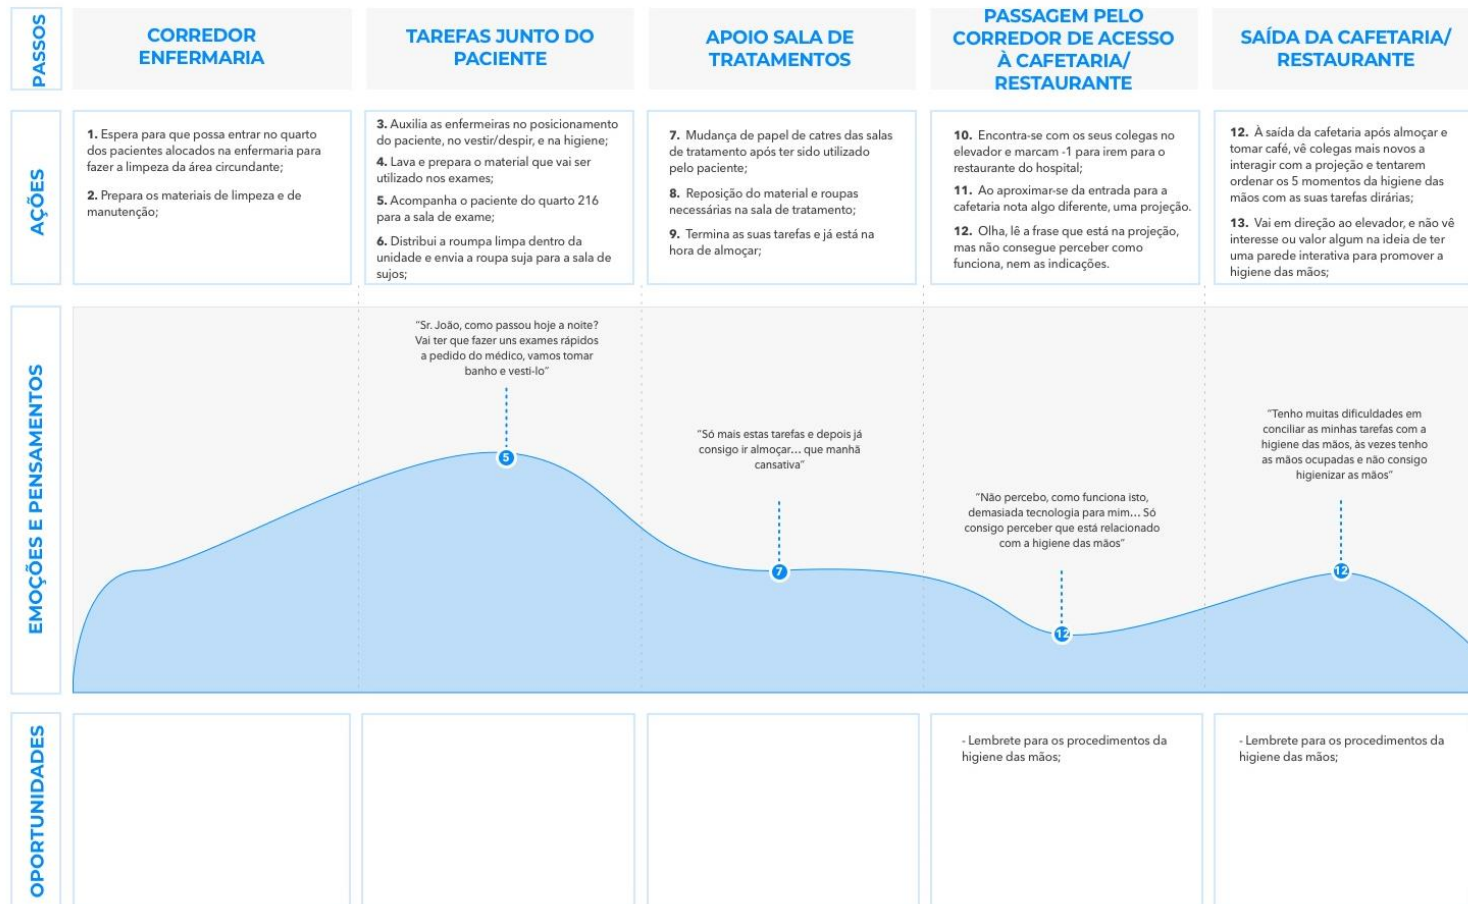 PASSOS
CORREDOR
ENFERMARIA
TAREFAS JUNTO DO
PACIENTE
APOIO SALA DE
TRATAMENTOS
PASSAGEM PELO
CORREDOR DE ACESSO
À CAFETARIA/
RESTAURANTE
SAÍDA DA CAFETARIA/
RESTAURANTE
AÇÕES
1. Espera para que possa entrar no quarto
dos pacientes alocados na enfermaria para
fazer a limpeza da área circundante;
2. Prepara os materiais de limpeza e de
manutenção;
3. Auxilia as enfermeiras no posicionamento
do paciente, no vestir/despir, e na higiene;
4. Lava e prepara o material que vai ser
utilizado nos exames;
5. Acompanha o paciente do quarto 216
para a sala de exame;
6. Distribui a roumpa limpa dentro da
unidade e envia a roupa suja para a sala de
sujos;
7. Mudança de papel de catres das salas
de tratamento após ter sido utilizado
pelo paciente;
8. Reposição do material e roupas
necessárias na sala de tratamento;
9. Termina as suas tarefas e já está na
hora de almoçar;
10. Encontra-se com os seus colegas no
elevador e marcam -1 para irem para o
restaurante do hospital;
11. Ao aproximar-se da entrada para a
cafetaria nota algo diferente, uma projeção.
12. Olha, lê a frase que está na projeção,
mas não consegue perceber como
funciona, nem as indicações.
12. À saída da cafetaria após almoçar e
tomar café, vê colegas mais novos a
interagir com a projeção e tentarem
ordenar os 5 momentos da higiene das
mãos com as suas tarefas dirárias;
13. Vai em direção ao elevador, e não vê
interesse ou valor algum na ideia de ter
uma parede interativa para promover a
higiene das mãos;
EMOÇÕES E PENSAMENTOS
"Sr. João, como passou hoje a noite?
Vai ter que fazer uns exames rápidos
a pedido do médico, vamos tomar
banho e vesti-lo"
5
"Só mais estas tarefas e depois já
consigo ir almoçar... que manhã
cansativa"
7
"Não percebo, como funciona isto,
demasiada tecnologia para mim... Só
consigo perceber que está relacionado
com a higiene das mãos"
12
"Tenho muitas dificuldades em
conciliar as minhas tarefas com a
higiene das mãos, às vezes tenho
as mãos ocupadas e não consigo
higienizar as mãos"
12
OPORTUNIDADES
- Lembrete para os procedimentos da
higiene das mãos;
- Lembrete para os procedimentos da
higiene das mãos;